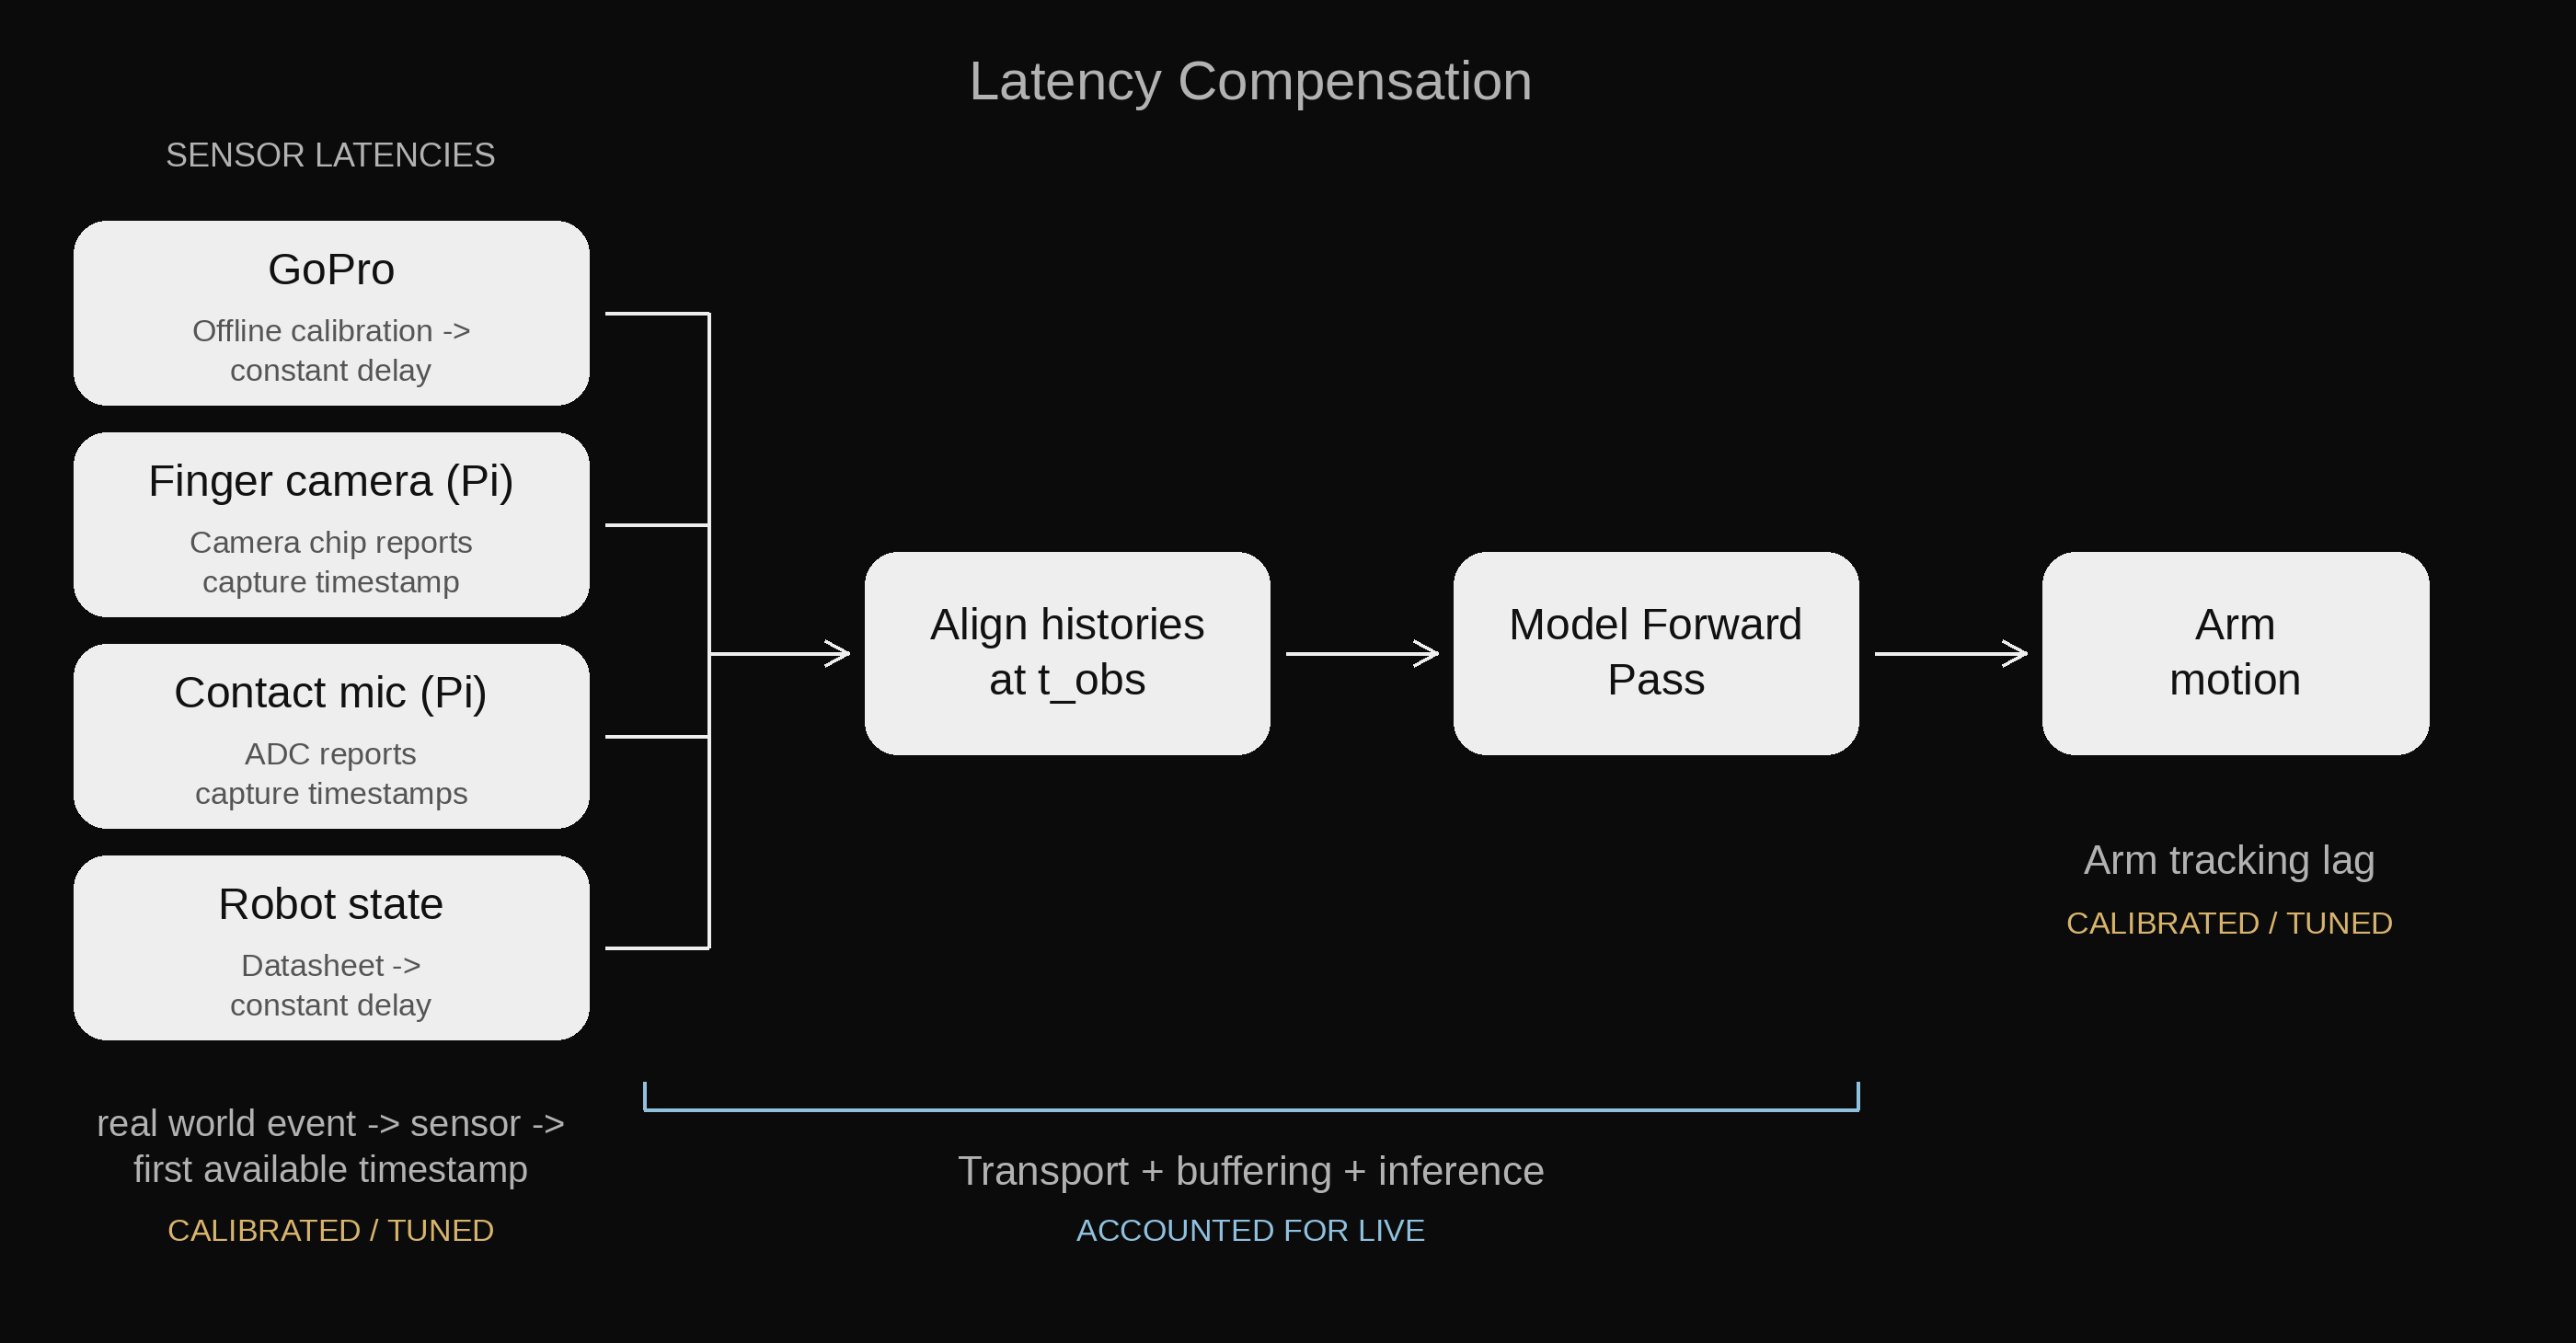 Latency Compensation
SENSOR LATENCIES
GoPro
Offline calibration ->
constant delay
Finger camera (Pi)
Camera chip reports
capture timestamp
Contact mic (Pi)
ADC reports
capture timestamps
Robot state
Datasheet ->
constant delay
real world event -> sensor ->
first available timestamp
CALIBRATED / TUNED
Align histories
at t_obs
Model Forward
Pass
Transport + buffering + inference
ACCOUNTED FOR LIVE
Arm
motion
Arm tracking lag
CALIBRATED / TUNED